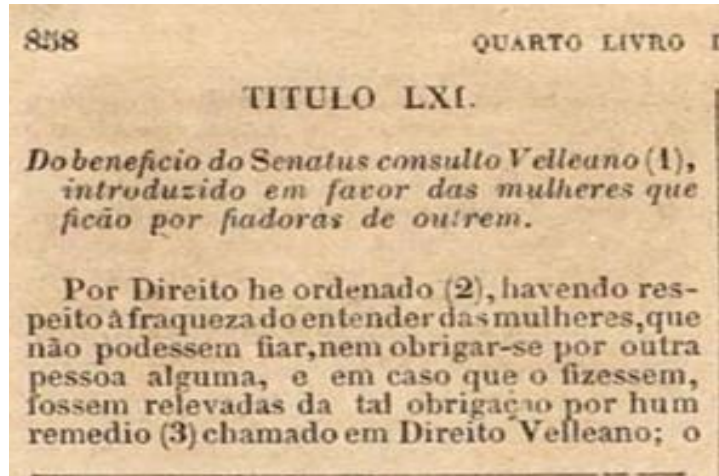 858
QUARTO LIVRO
TITULO LXI.
Do beneficio do Senatus consulto Velleano (1),
introduzido em favor das mulheres que
ficão por fiadoras de outrem.
Por Direito he ordenado (2), havendo res-
peito à fraqueza do entender das mulheres, que
não podessem fiar, nem obrigar-se por outra
pessoa alguma, e em caso que o fizessem,
fossem relevadas da tal obrigação por hum
remedio (3) chamado em Direito Velleano; o